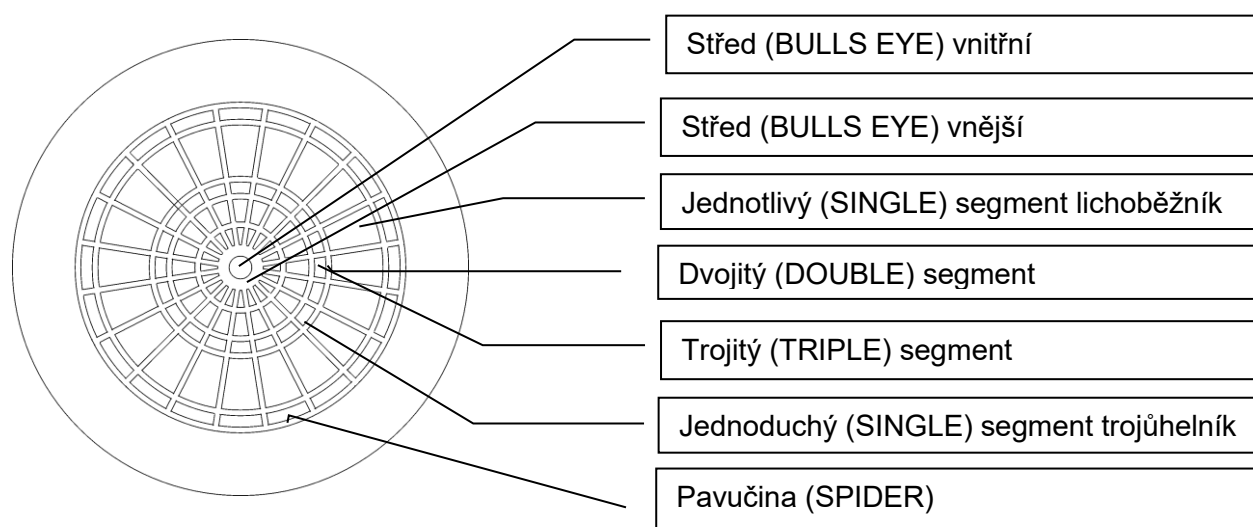 Střed (BULLS EYE) vnitřní
Střed (BULLS EYE) vnější
Jednotlivý (SINGLE) segment lichoběžník
Dvojitý (DOUBLE) segment
Trojitý (TRIPLE) segment
Jednoduchý (SINGLE) segment trojůhelník
Pavučina (SPIDER)